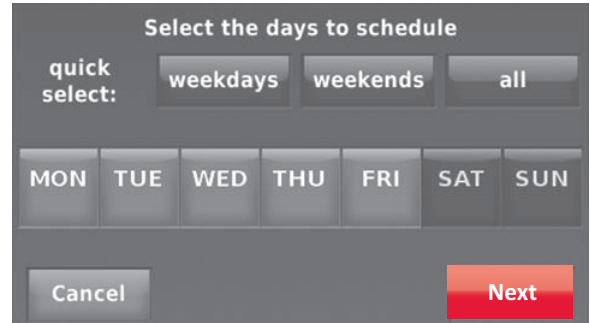 Select the days to schedule
quick
select:
weekdays weekends all
MON TUE WED THU FRI SAT SUN
Cancel Next